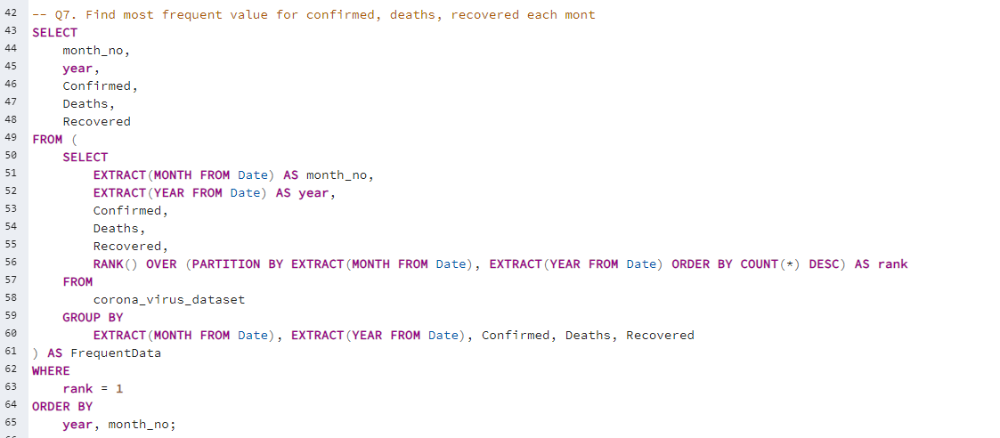 42 -- Q7. Find most frequent value for confirmed, deaths, recovered each mont
43 SELECT
44     month_no,
45     year,
46     Confirmed,
47     Deaths,
48     Recovered
49 FROM (
50     SELECT
51         EXTRACT(MONTH FROM Date) AS month_no,
52         EXTRACT(YEAR FROM Date) AS year,
53         Confirmed,
54         Deaths,
55         Recovered,
56         RANK() OVER (PARTITION BY EXTRACT(MONTH FROM Date), EXTRACT(YEAR FROM Date) ORDER BY COUNT(*) DESC) AS rank
57     FROM
58         corona_virus_dataset
59     GROUP BY
60         EXTRACT(MONTH FROM Date), EXTRACT(YEAR FROM Date), Confirmed, Deaths, Recovered
61 ) AS FrequentData
62 WHERE
63     rank = 1
64 ORDER BY
65     year, month_no;